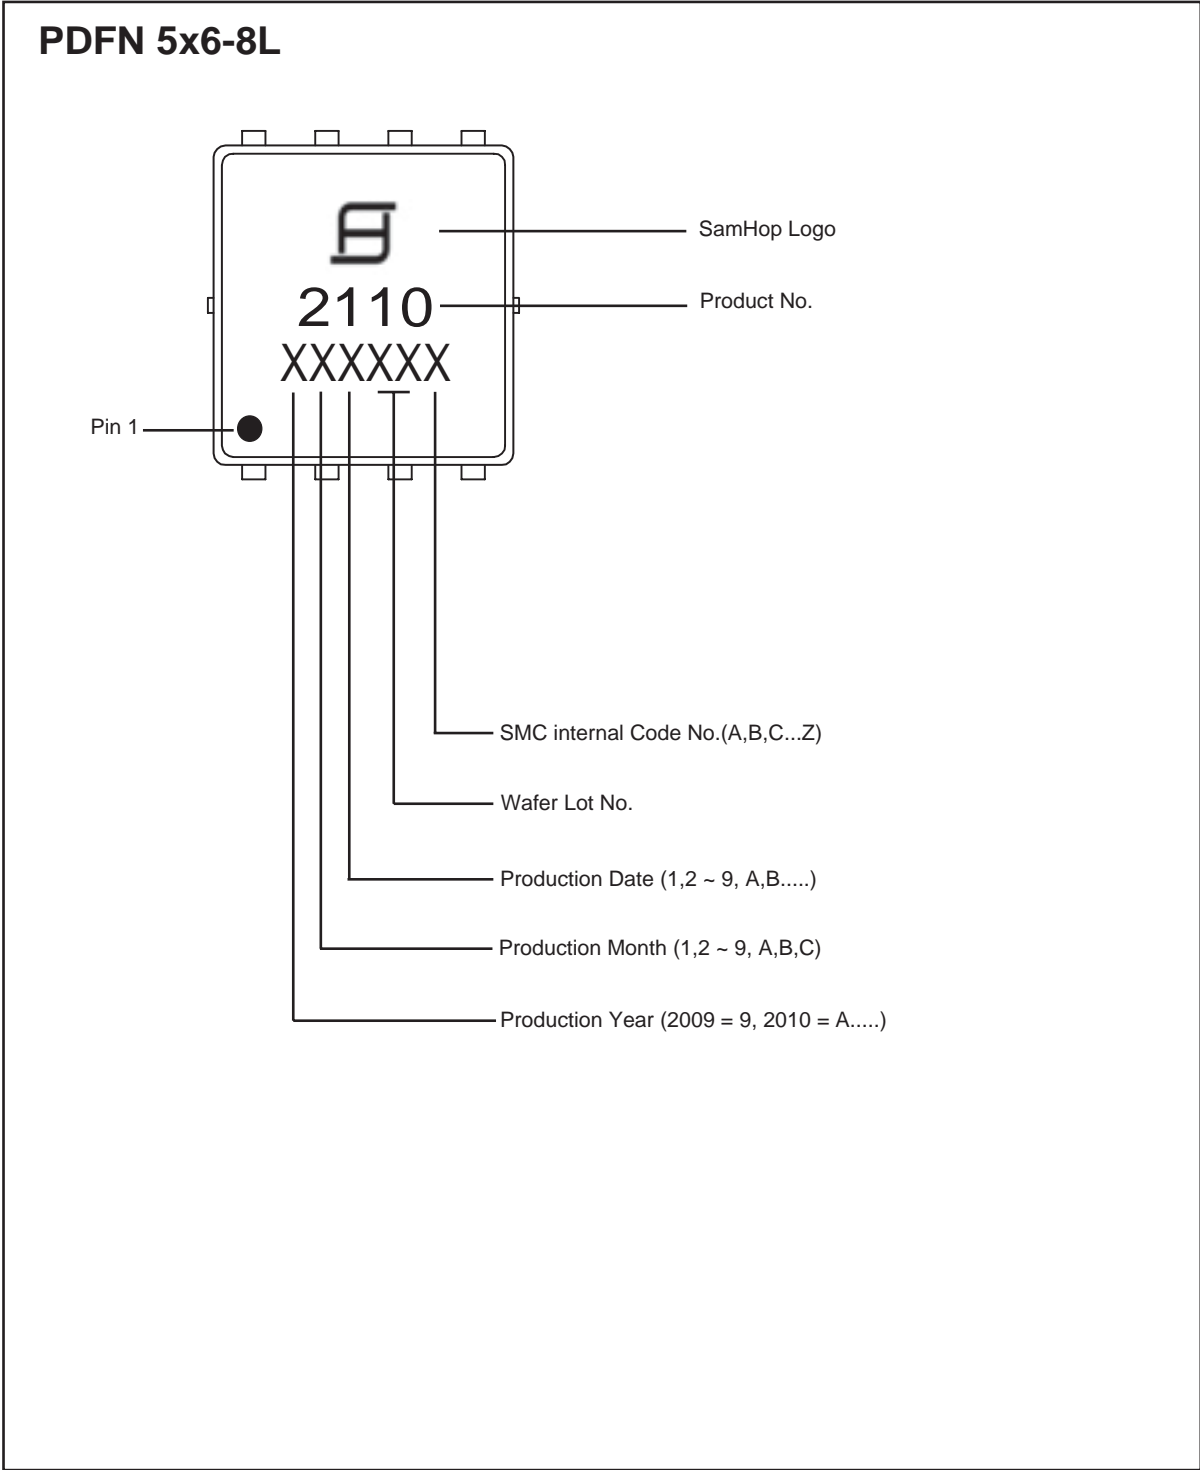 PDFN 5x6-8L
SamHop Logo
2110
Product No.
XXXXXX
Pin 1
SMC internal Code No.(A,B,C...Z)
Wafer Lot No.
Production Date (1,2 ~ 9, A,B.....)
Production Month (1,2 ~ 9, A,B,C)
Production Year (2009 = 9, 2010 = A.....)